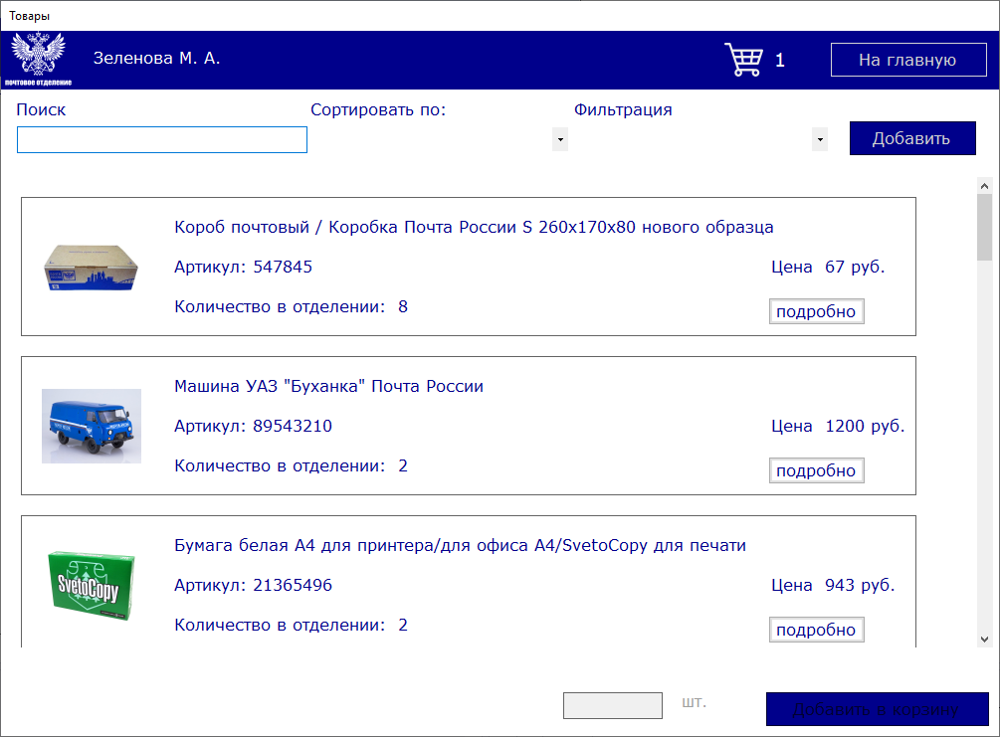 Товары
почтовое отделение
Зеленова М. А.
1
На главную
Поиск
Сортировать по:
Фильтрация
Добавить
Короб почтовый / Коробка Почта России S 260x170x80 нового образца
Артикул: 547845
Цена 67 руб.
Количество в отделении: 8
подробно
Машина УАЗ "Буханка" Почта России
Артикул: 89543210
Цена 1200 руб.
Количество в отделении: 2
подробно
Бумага белая А4 для принтера/для офиса А4/SvetoCopy для печати
SvetoCopy
Артикул: 21365496
Цена 943 руб.
Количество в отделении: 2
подробно
шт.
Добавить в корзину